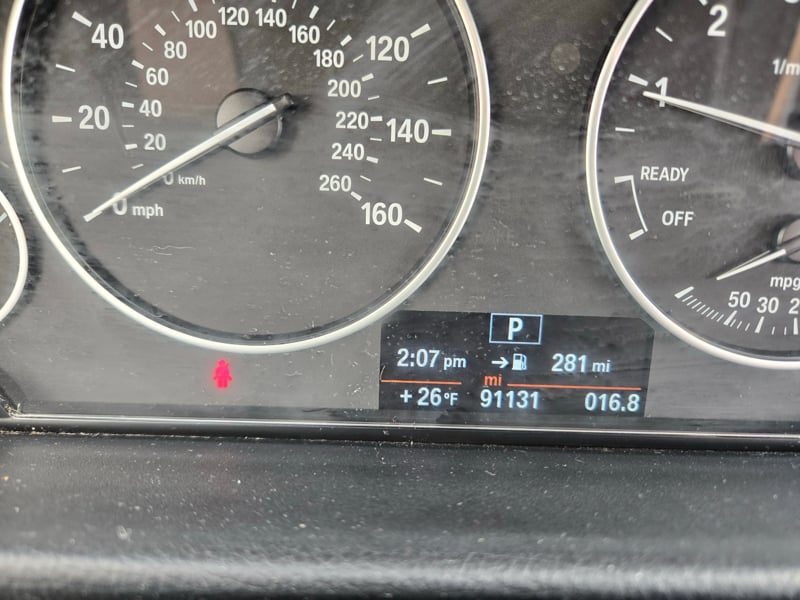 120 140
100 160
80 180
60 200
40 220
20 240
0 km/h 260
40 120
20 140
0 mph 160
2
1
1/m
READY
OFF
mpg
50 30 2
P
2:07 pm → 281 mi
mi
+ 26 °F 91131 016.8